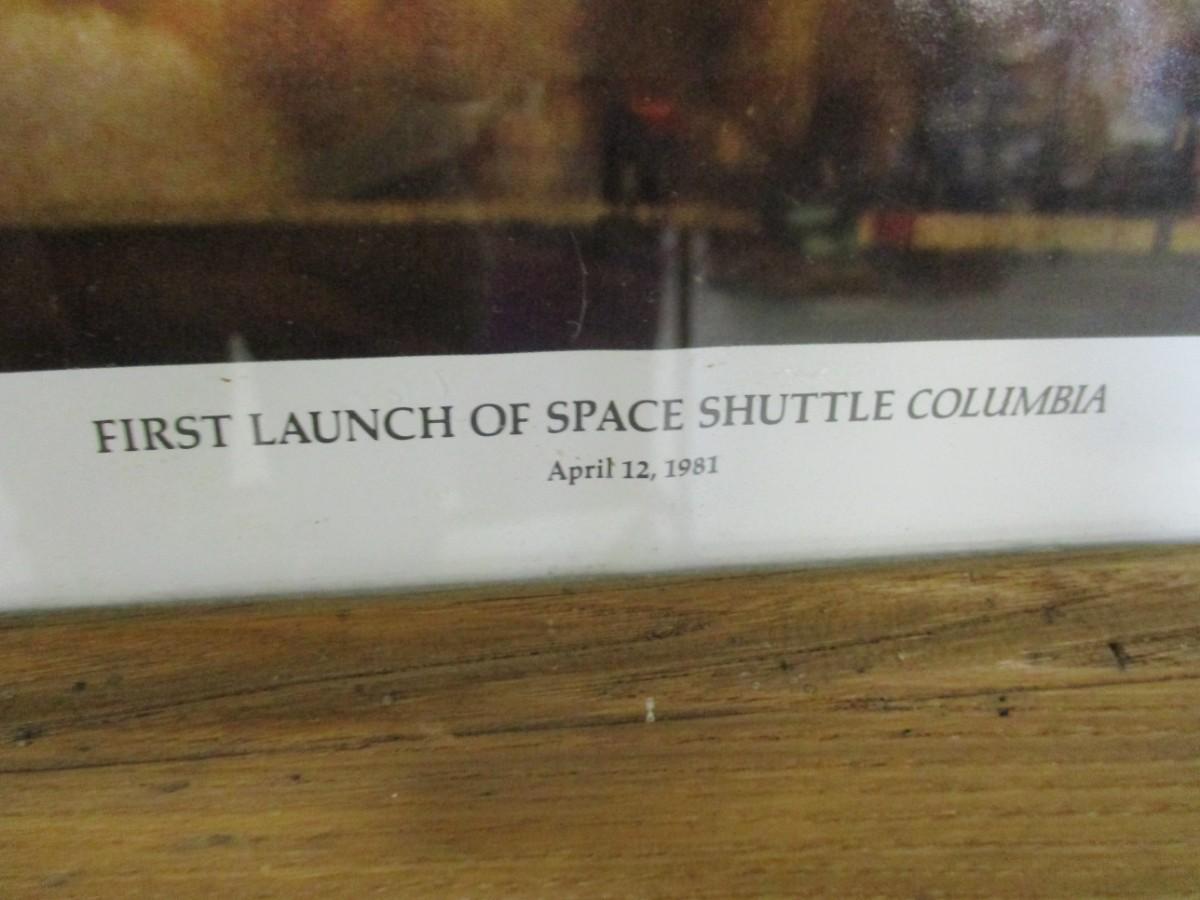 FIRST LAUNCH OF SPACE SHUTTLE COLUMBIA
April 12, 1981